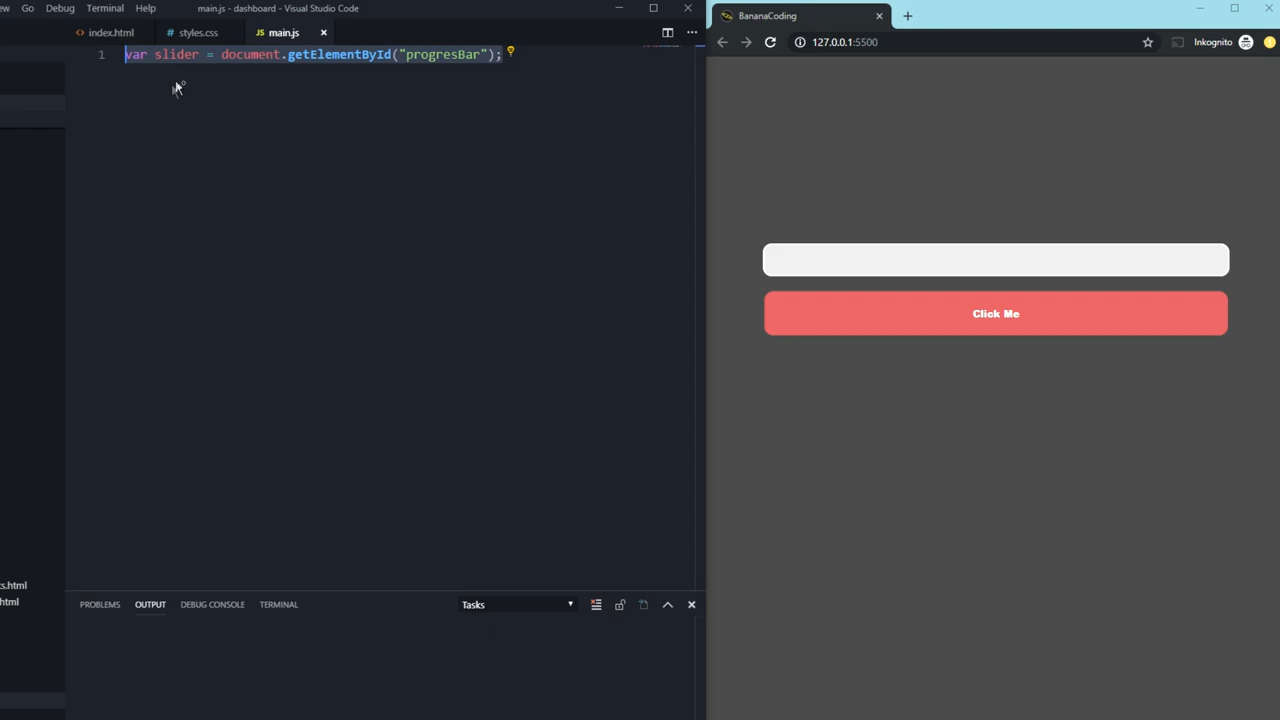 ew Go Debug Terminal Help main.js - dashboard - Visual Studio Code
index.html # styles.css JS main.js
1 var slider = document.getElementById("progresBar");
s.html
html
PROBLEMS OUTPUT DEBUG CONSOLE TERMINAL Tasks
BananaCoding
127.0.0.1:5500 Inkognito
Click Me